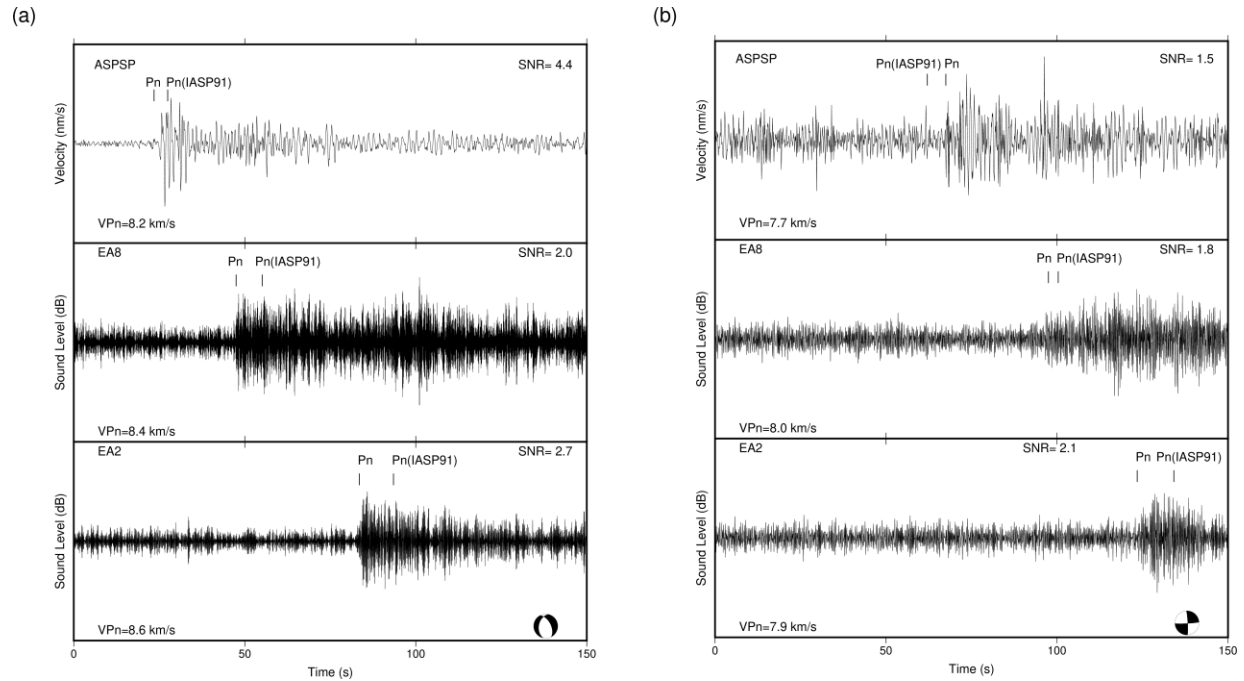 (a)
ASPSP
SNR= 4.4
Pn Pn(IASP91)
Velocity (nm/s)
VPn=8.2 km/s
EA8
SNR= 2.0
Pn Pn(IASP91)
Sound Level (dB)
VPn=8.4 km/s
EA2
SNR= 2.7
Pn Pn(IASP91)
Sound Level (dB)
VPn=8.6 km/s
0 50 100 150
Time (s)
(b)
ASPSP
SNR= 1.5
Pn(IASP91) Pn
Velocity (nm/s)
VPn=7.7 km/s
EA8
SNR= 1.8
Pn Pn(IASP91)
Sound Level (dB)
VPn=8.0 km/s
EA2
SNR= 2.1
Pn Pn(IASP91)
Sound Level (dB)
VPn=7.9 km/s
0 50 100 150
Time (s)